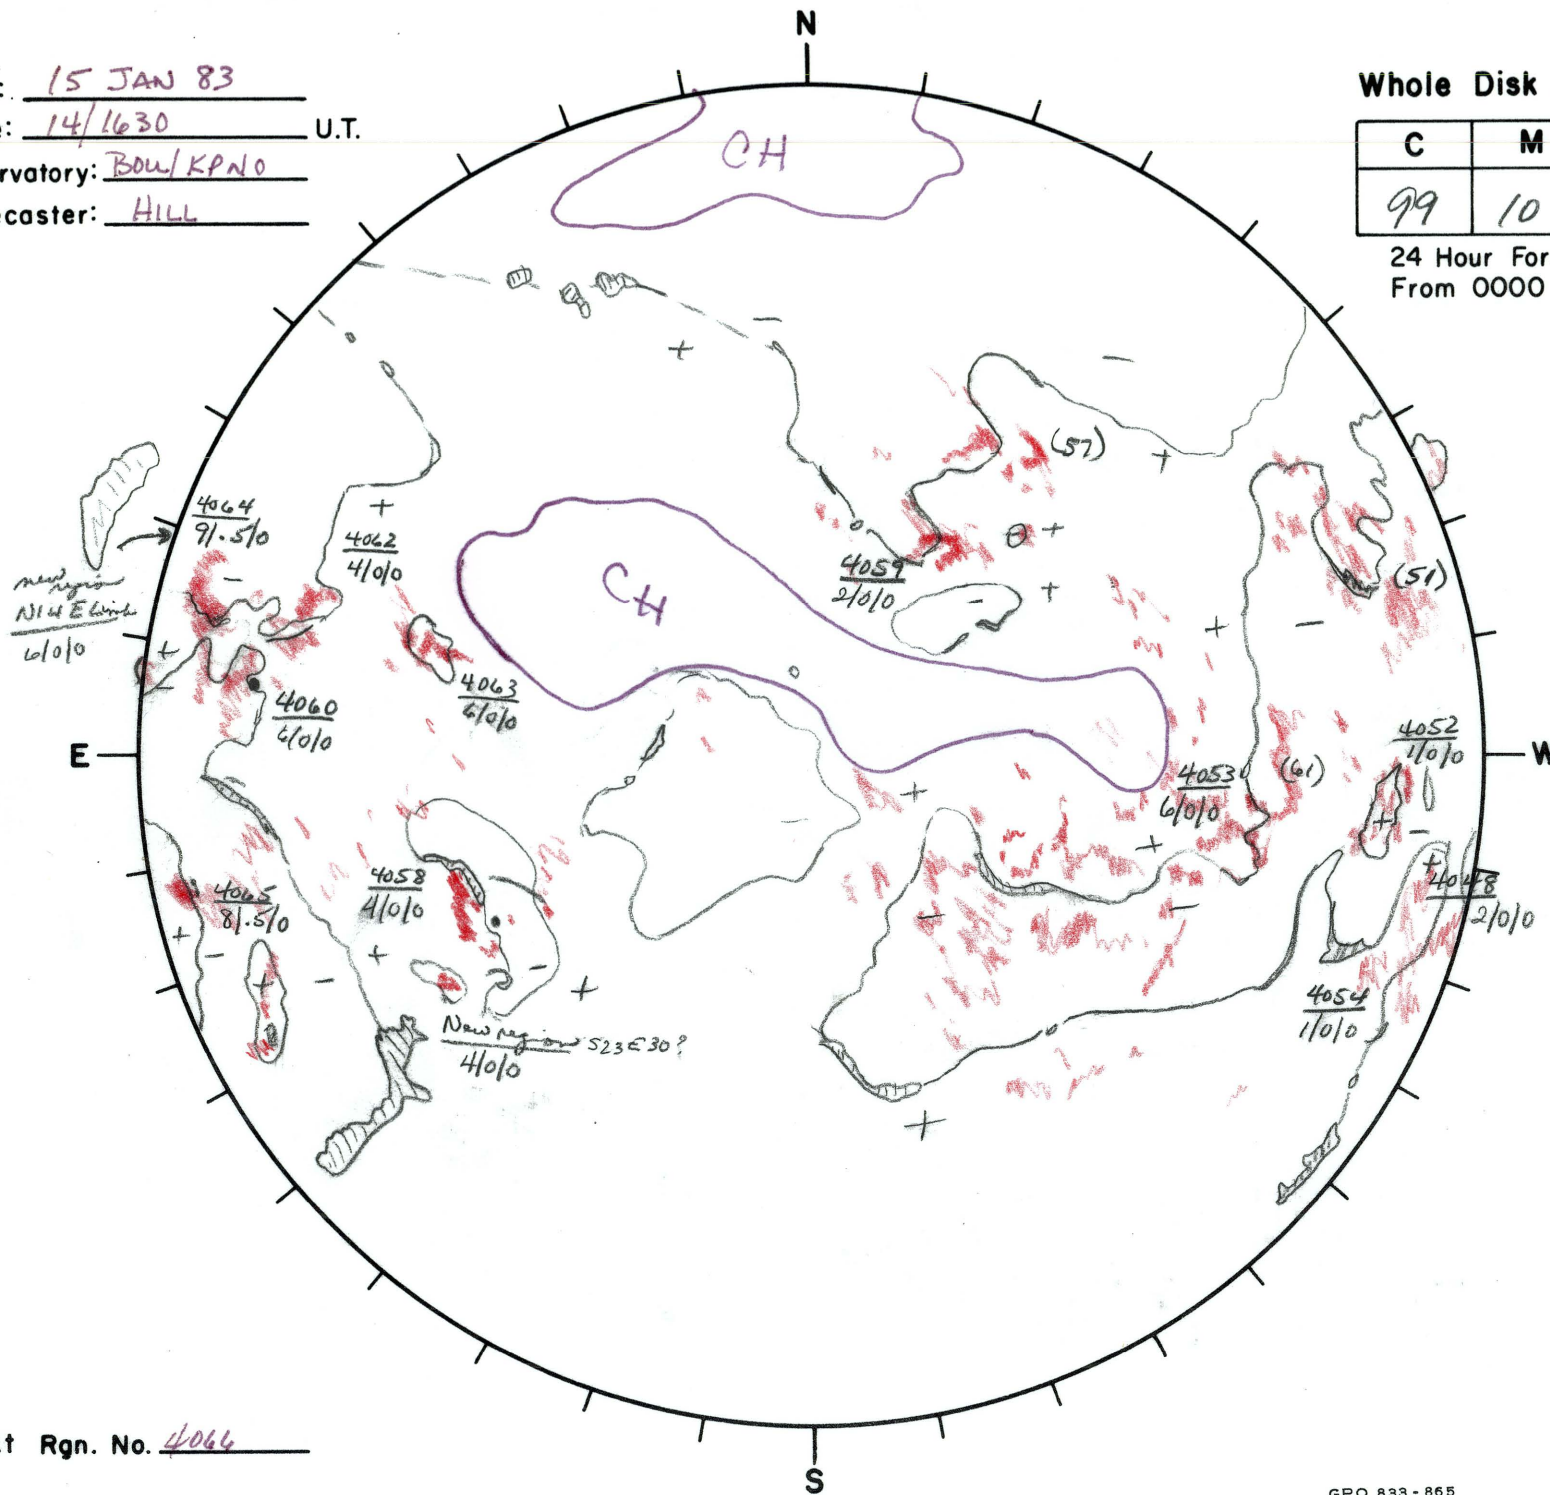 N
: 15 JAN 83
: 14/1630 U.T.
rvatory: BOU/KPNO
ecaster: HILL
Whole Disk
C M
99 10
24 Hour For
From 0000
CH
−
+
−
(57)
+
4064
9/.5/0
+
4062
4/0/0
new
region
N14 E Limb
6/0/0
−
+
−
CH
4059
2/0/0
θ +
−
+
+
−
(51)
4063
6/0/0
4060
6/0/0
E
W
4052
1/0/0
4053
6/0/0
(61)
+
+
−
+
−
4058
4/0/0
4065
8/.5/0
+
4048
2/0/0
+
−
+
−
+
−
+
−
−
4054
1/0/0
New region S23E30?
4/0/0
+
.t Rgn. No. 4066
S
GPO 833-865